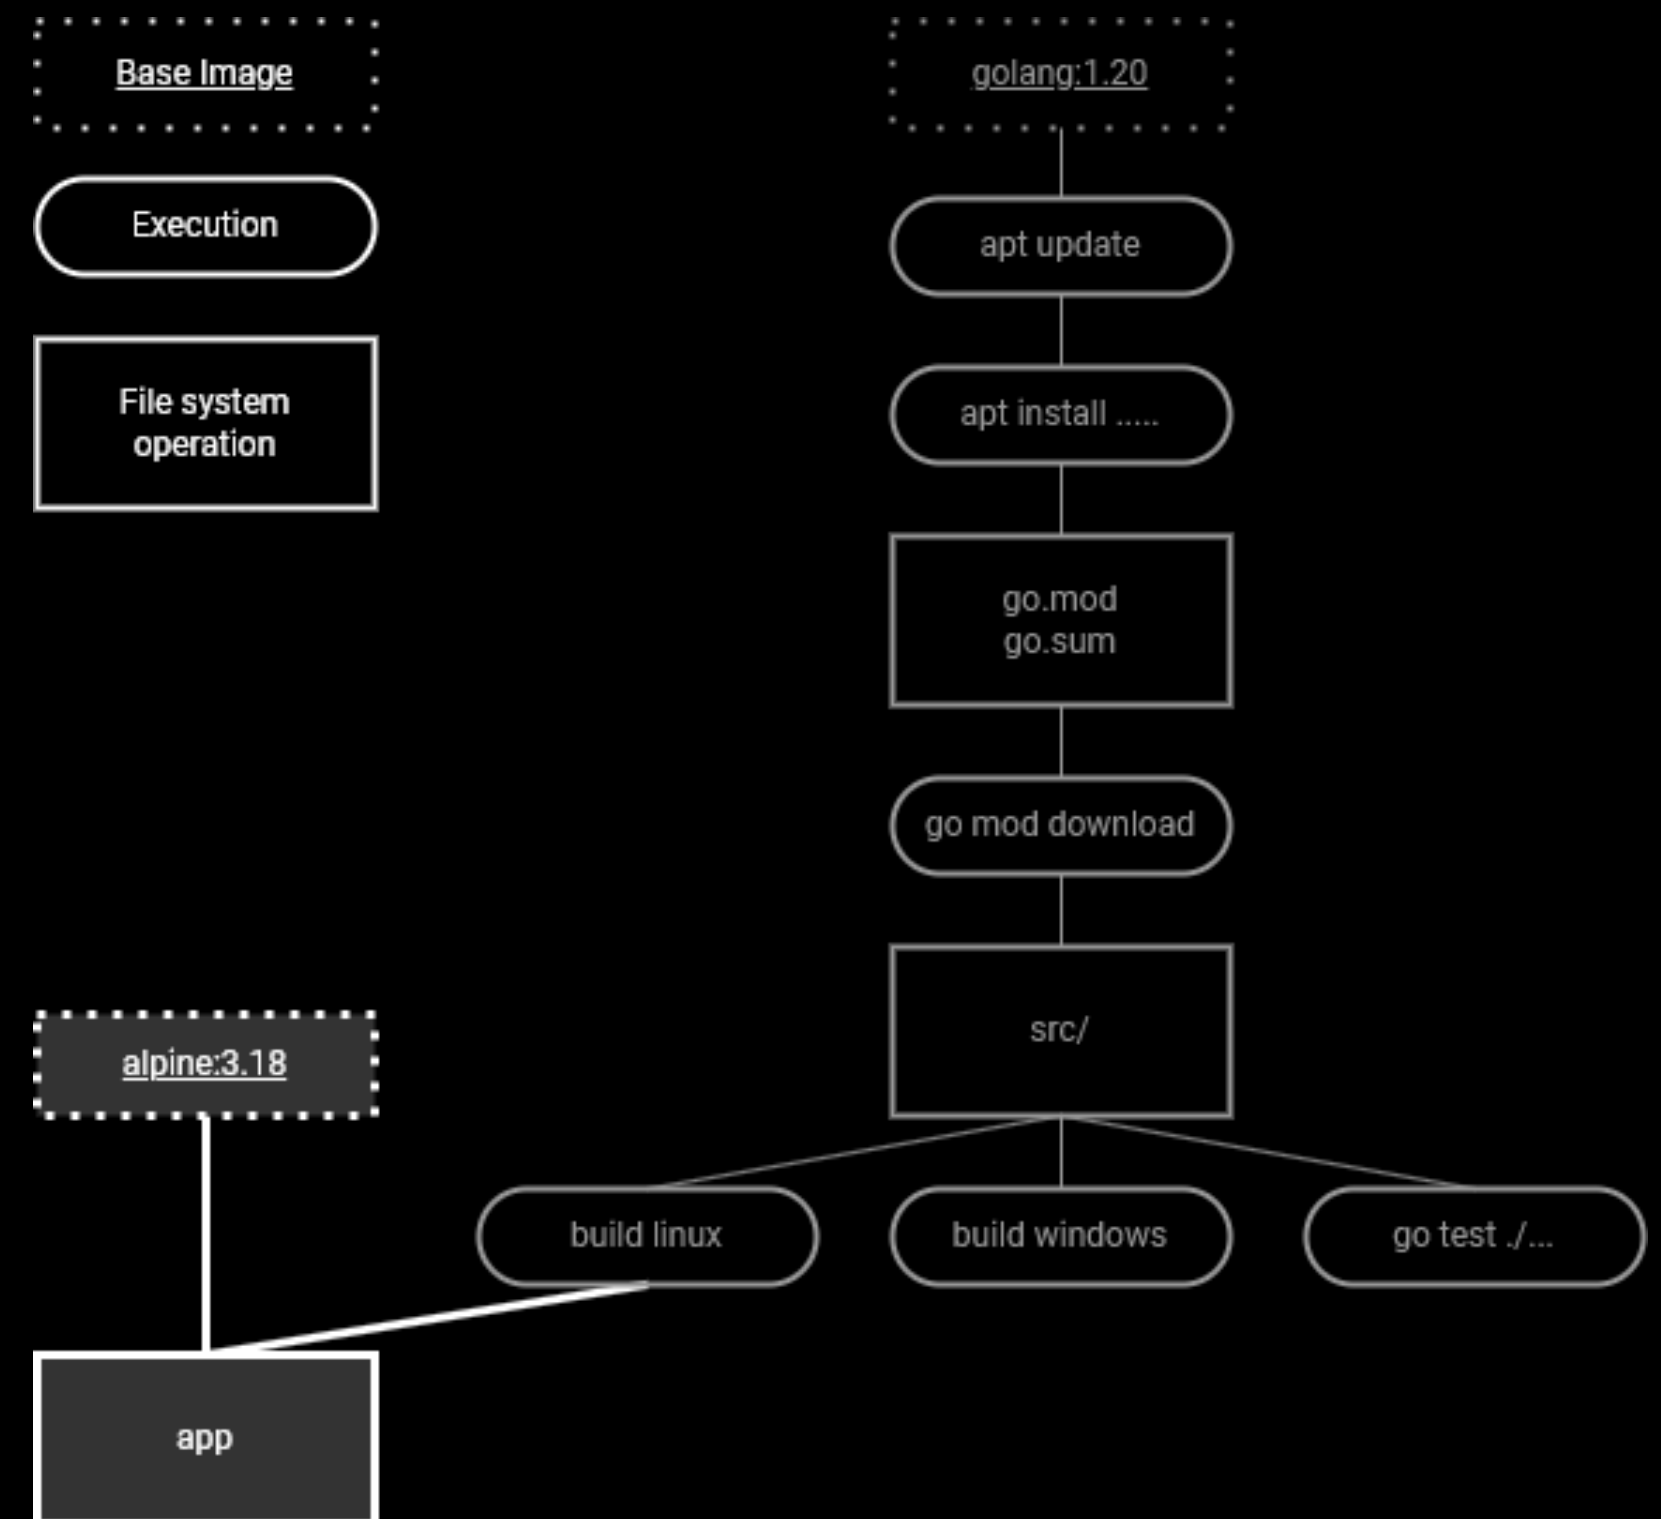 Base Image
golang:1.20
Execution
apt update
File system
operation
apt install .....
go.mod
go.sum
go mod download
src/
alpine:3.18
build linux
build windows
go test ./...
app